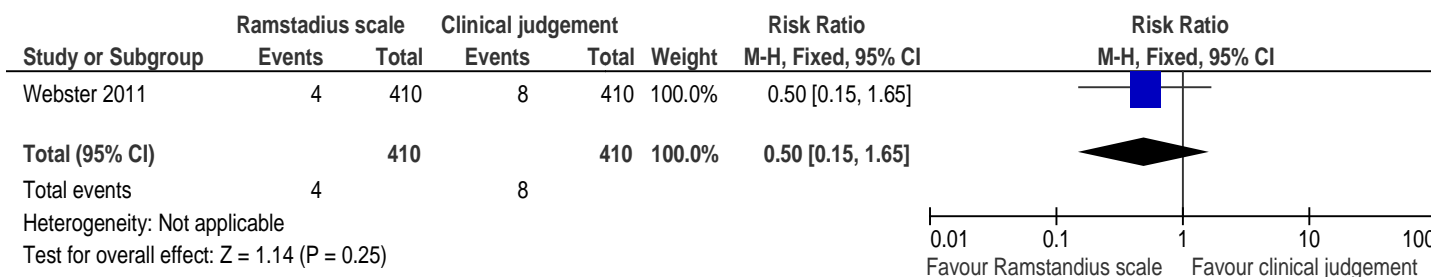 Ramstadius scale Clinical judgement Risk Ratio Risk Ratio
Study or Subgroup Events Total Events Total Weight M-H, Fixed, 95% CI M-H, Fixed, 95% CI
Webster 2011 4 410 8 410 100.0% 0.50 [0.15, 1.65]
Total (95% CI) 410 410 100.0% 0.50 [0.15, 1.65]
Total events 4 8
Heterogeneity: Not applicable
Test for overall effect: Z = 1.14 (P = 0.25)
0.01 0.1 1 10 100
Favour Ramstandius scale Favour clinical judgement